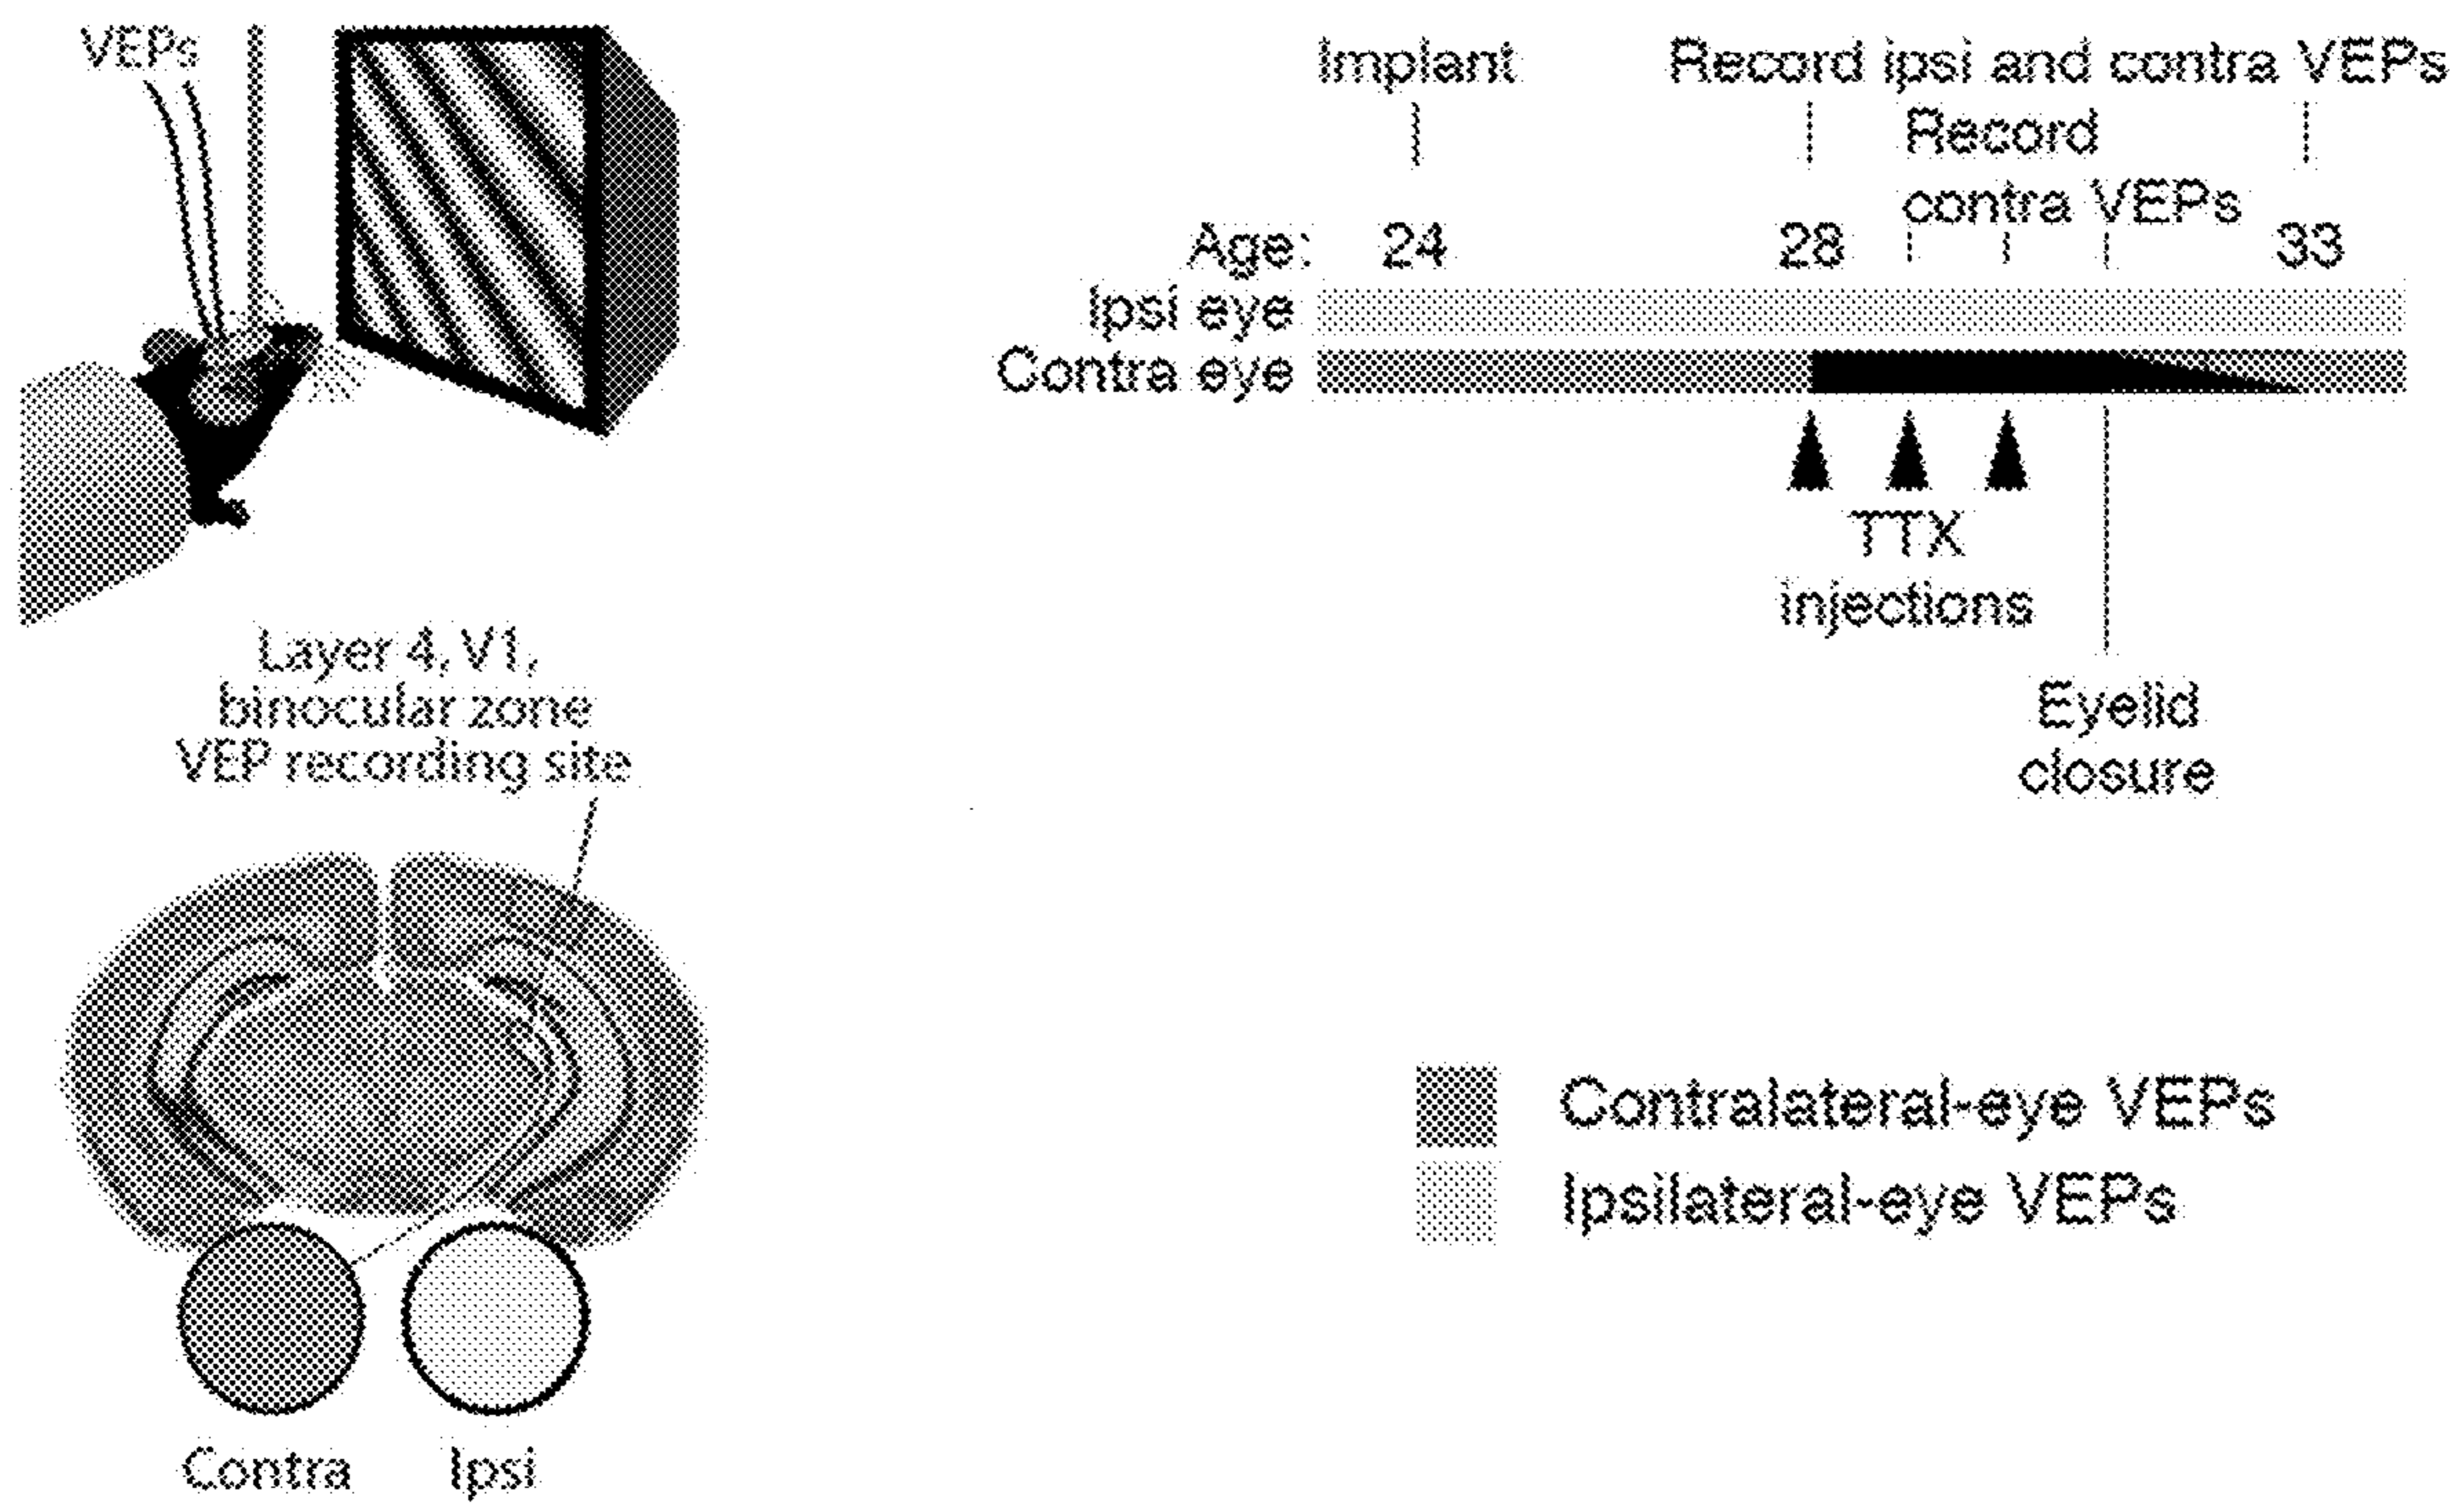 VEPs
Layer 4, V1,
binocular zone
VEP recording site
Contra Ipsi
Implant Record ipsi and contra VEPs
Record
contra VEPs
Age: 24 28 33
Ipsi eye
Contra eye
TTX
injections
Eyelid
closure
Contralateral-eye VEPs
Ipsilateral-eye VEPs